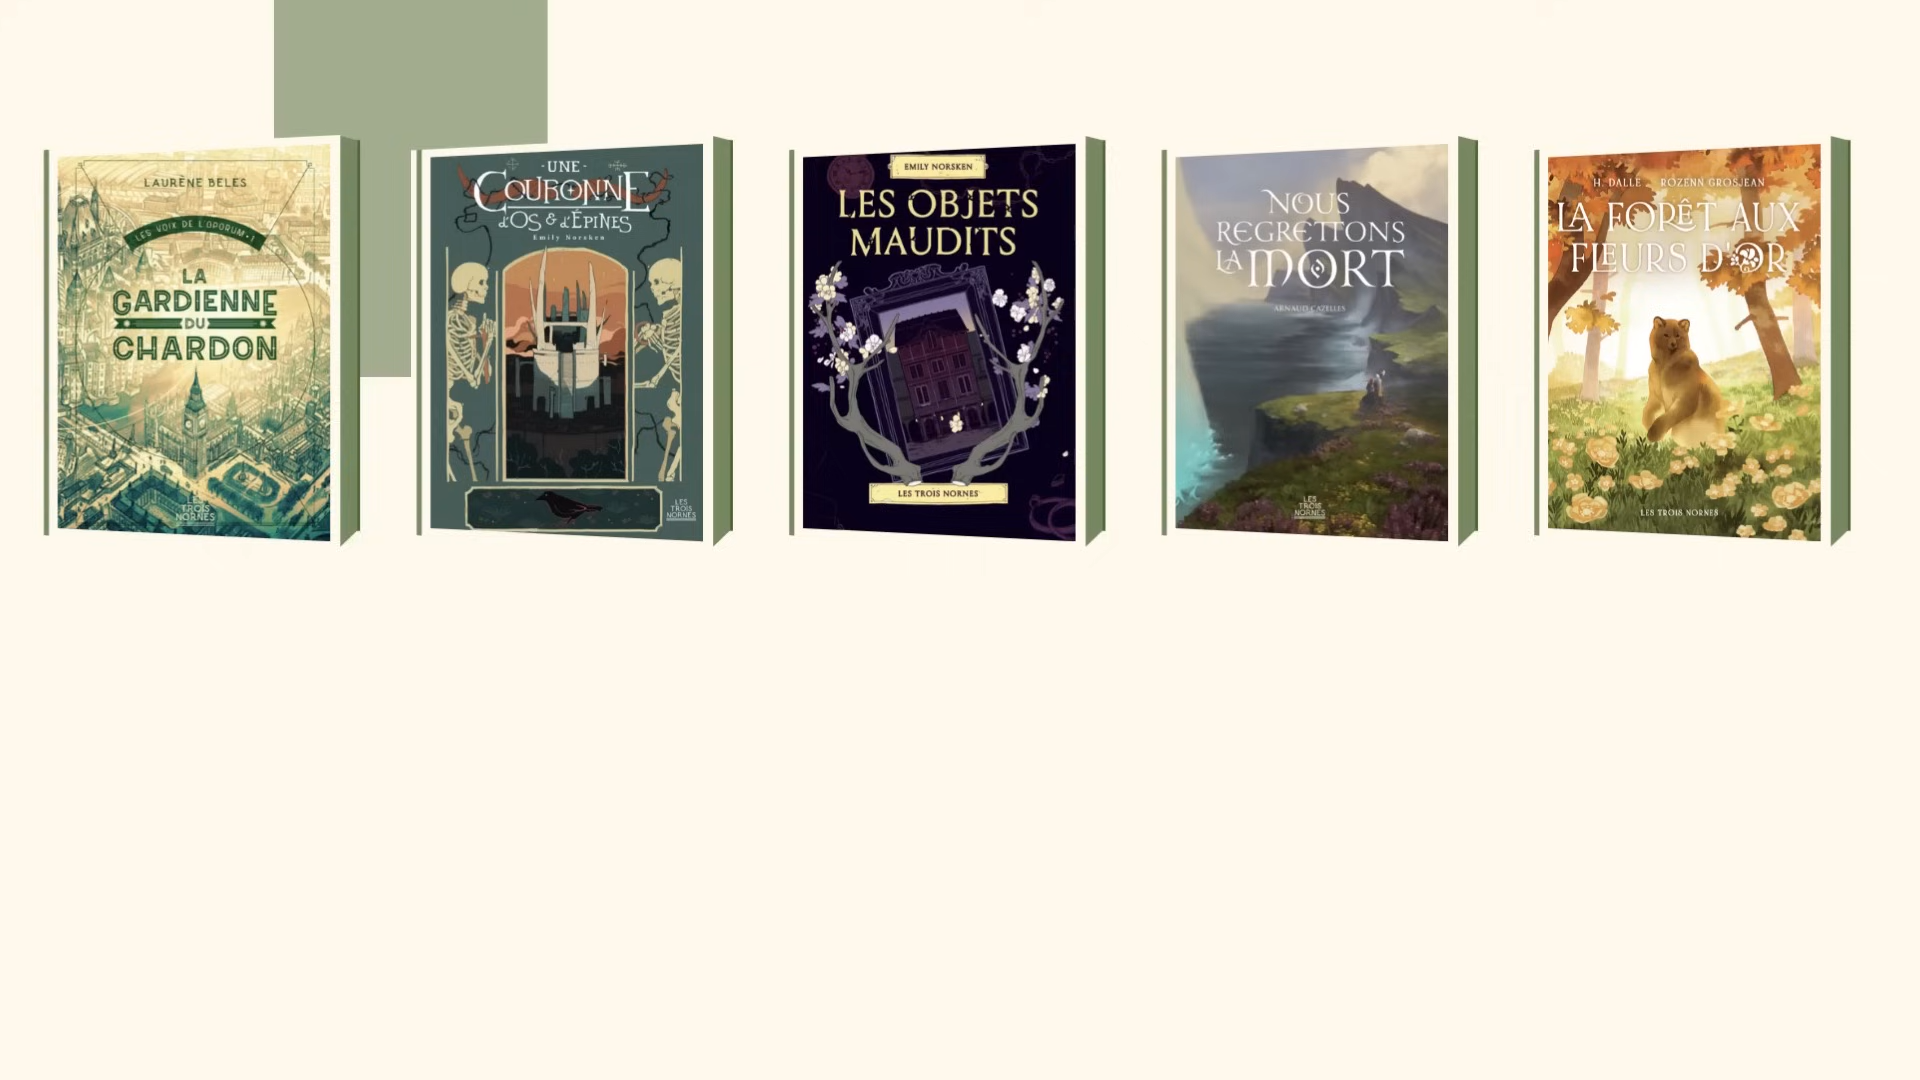 LAURÈNE BELES
LES VOIX DE L'OPORUM • 1
LA
GARDIENNE
DU
CHARDON
LES
TROIS
NORNES
- UNE -
COURONNE
d'OS & d'ÉPINES
Emily Norsken
LES
TROIS
NORNES
EMILY NORSKEN
LES OBJETS
MAUDITS
LES TROIS NORNES
NOUS
REGRETTONS
LA MORT
ARNAUD CAZELLES
LES
TROIS
NORNES
H. DALLE ROZENN GROSJEAN
LA FORÊT AUX
FLEURS D'OR
LES TROIS NORNES